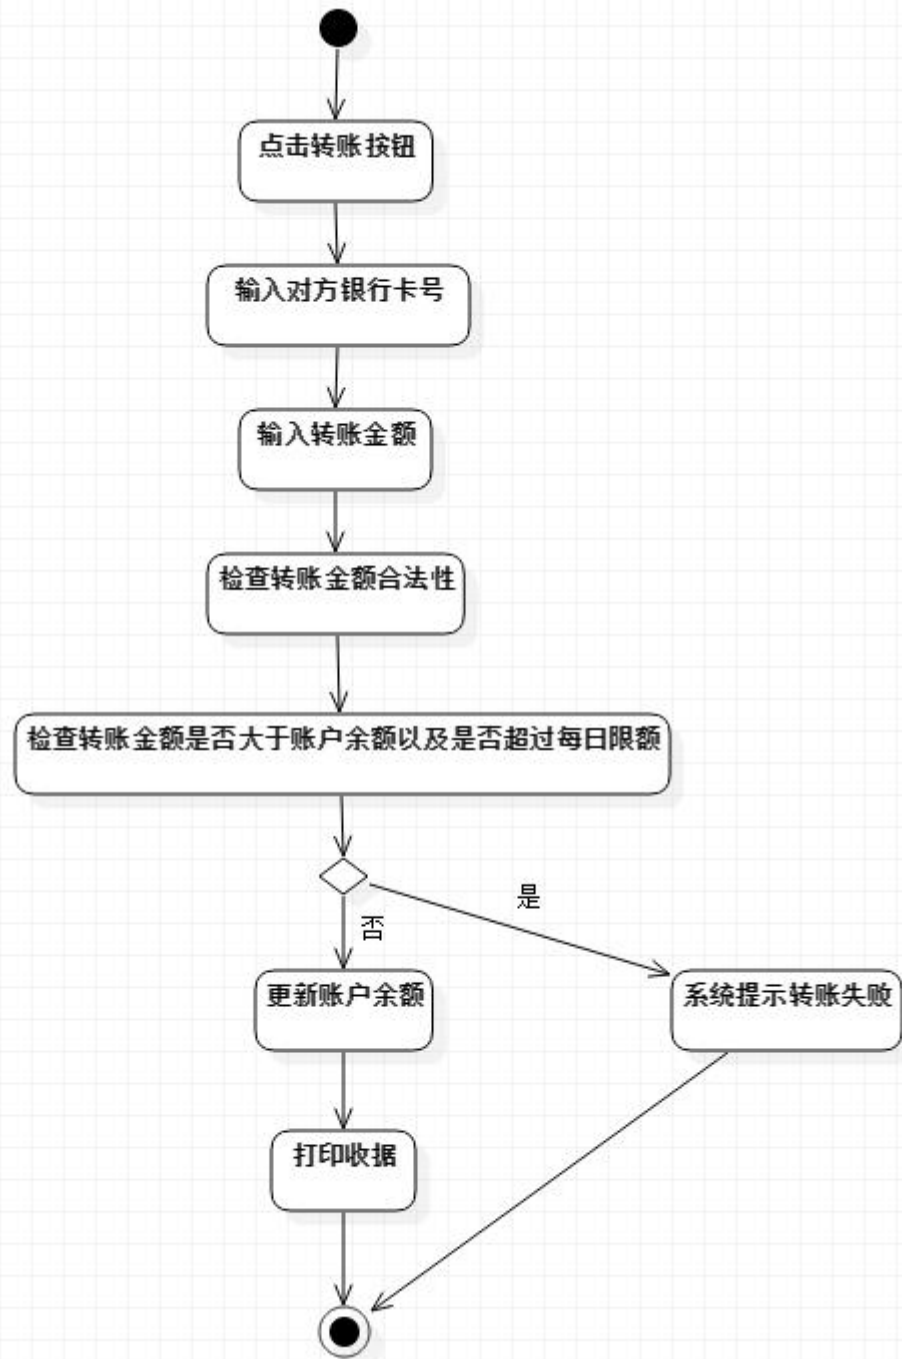 点击转账按钮
输入对方银行卡号
输入转账金额
检查转账金额合法性
检查转账金额是否大于账户余额以及是否超过每日限额
是
否
更新账户余额
系统提示转账失败
打印收据